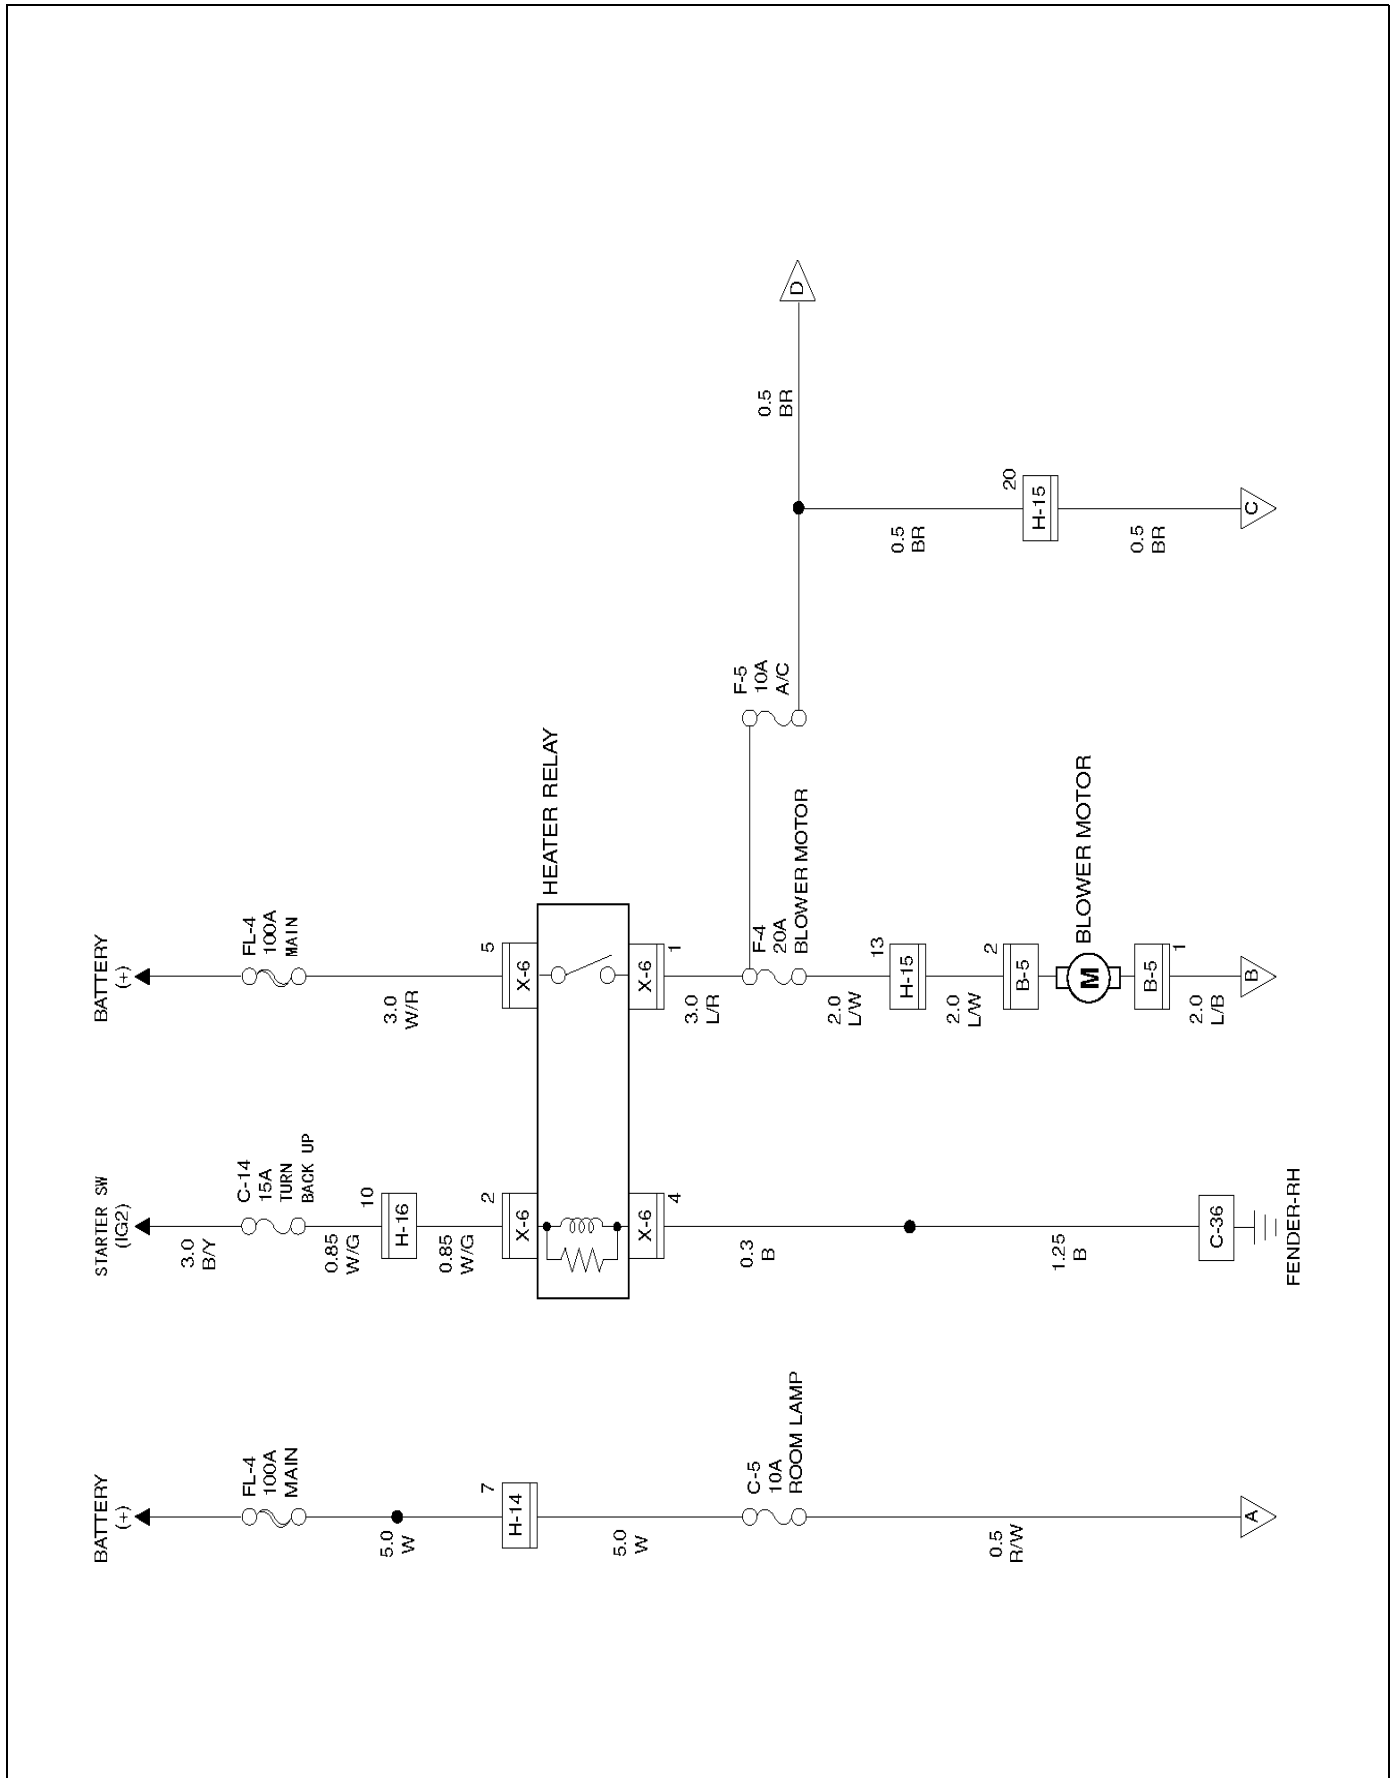 BATTERY
(+)
FL-4
100A
MAIN
5.0
W
7
H-14
5.0
W
C-5
10A
ROOM LAMP
0.5
R/W
A
STARTER SW
(IG2)
3.0
B/Y
C-14
15A
TURN
BACK UP
0.85
W/G
10
H-16
0.85
W/G
2
X-6
X-6
4
0.3
B
1.25
B
C-36
FENDER-RH
BATTERY
(+)
FL-4
100A
MAIN
3.0
W/R
5
X-6
HEATER RELAY
X-6
1
3.0
L/R
F-4
20A
BLOWER MOTOR
2.0
L/W
13
H-15
2.0
L/W
2
B-5
M
BLOWER MOTOR
B-5
1
2.0
L/B
B
F-5
10A
A/C
0.5
BR
20
H-15
0.5
BR
C
0.5
BR
D